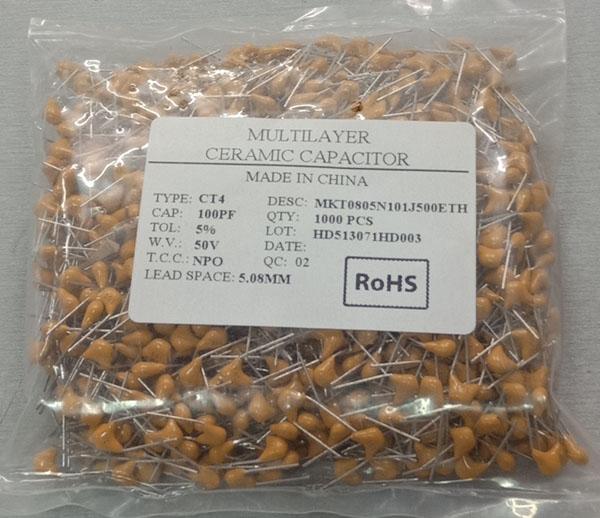 MULTILAYER
CERAMIC CAPACITOR
MADE IN CHINA
TYPE: CT4
CAP: 100PF
TOL: 5%
W.V.: 50V
T.C.C.: NPO
LEAD SPACE: 5.08MM
DESC: MKT0805N101J500ETH
QTY: 1000 PCS
LOT: HD513071HD003
DATE:
QC: 02
RoHS